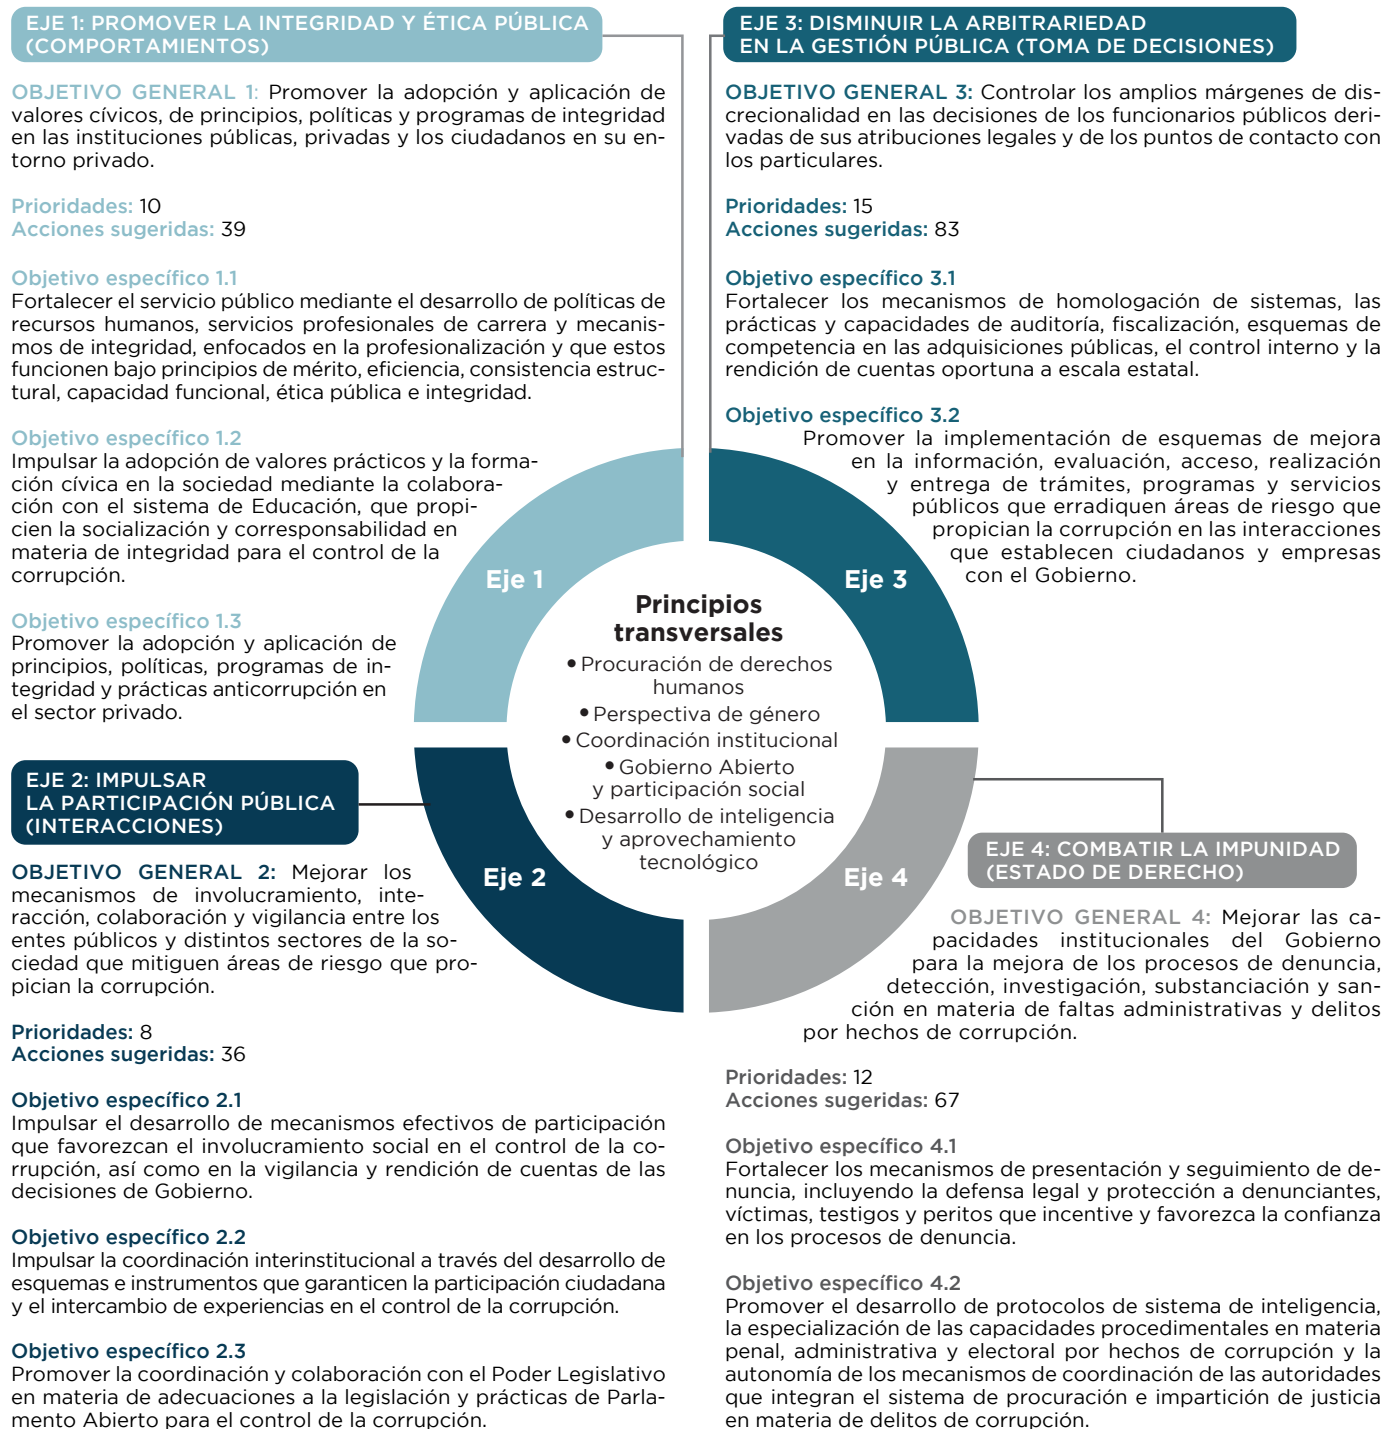 EJE 1: PROMOVER LA INTEGRIDAD Y ÉTICA PÚBLICA
(COMPORTAMIENTOS)
OBJETIVO GENERAL 1: Promover la adopción y aplicación de
valores cívicos, de principios, políticas y programas de integridad
en las instituciones públicas, privadas y los ciudadanos en su en-
torno privado.
Prioridades: 10
Acciones sugeridas: 39
Objetivo específico 1.1
Fortalecer el servicio público mediante el desarrollo de políticas de
recursos humanos, servicios profesionales de carrera y mecanis-
mos de integridad, enfocados en la profesionalización y que estos
funcionen bajo principios de mérito, eficiencia, consistencia estruc-
tural, capacidad funcional, ética pública e integridad.
Objetivo específico 1.2
Impulsar la adopción de valores prácticos y la forma-
ción cívica en la sociedad mediante la colabora-
ción con el sistema de Educación, que propi-
cien la socialización y corresponsabilidad en
materia de integridad para el control de la
corrupción.
Objetivo específico 1.3
Promover la adopción y aplicación de
principios, políticas, programas de in-
tegridad y prácticas anticorrupción en
el sector privado.
EJE 2: IMPULSAR
LA PARTICIPACIÓN PÚBLICA
(INTERACCIONES)
OBJETIVO GENERAL 2: Mejorar los
mecanismos de involucramiento, inte-
racción, colaboración y vigilancia entre los
entes públicos y distintos sectores de la so-
ciedad que mitiguen áreas de riesgo que pro-
pician la corrupción.
Prioridades: 8
Acciones sugeridas: 36
Objetivo específico 2.1
Impulsar el desarrollo de mecanismos efectivos de participación
que favorezcan el involucramiento social en el control de la co-
rrupción, así como en la vigilancia y rendición de cuentas de las
decisiones de Gobierno.
Objetivo específico 2.2
Impulsar la coordinación interinstitucional a través del desarrollo de
esquemas e instrumentos que garanticen la participación ciudadana
y el intercambio de experiencias en el control de la corrupción.
Objetivo específico 2.3
Promover la coordinación y colaboración con el Poder Legislativo
en materia de adecuaciones a la legislación y prácticas de Parla-
mento Abierto para el control de la corrupción.
Eje 1
Eje 3
Principios
transversales
• Procuración de derechos
humanos
• Perspectiva de género
• Coordinación institucional
• Gobierno Abierto
y participación social
• Desarrollo de inteligencia
y aprovechamiento
tecnológico
Eje 2
Eje 4
EJE 3: DISMINUIR LA ARBITRARIEDAD
EN LA GESTIÓN PÚBLICA (TOMA DE DECISIONES)
OBJETIVO GENERAL 3: Controlar los amplios márgenes de dis-
crecionalidad en las decisiones de los funcionarios públicos deri-
vadas de sus atribuciones legales y de los puntos de contacto con
los particulares.
Prioridades: 15
Acciones sugeridas: 83
Objetivo específico 3.1
Fortalecer los mecanismos de homologación de sistemas, las
prácticas y capacidades de auditoría, fiscalización, esquemas de
competencia en las adquisiciones públicas, el control interno y la
rendición de cuentas oportuna a escala estatal.
Objetivo específico 3.2
Promover la implementación de esquemas de mejora
en la información, evaluación, acceso, realización
y entrega de trámites, programas y servicios
públicos que erradiquen áreas de riesgo que
propician la corrupción en las interacciones
que establecen ciudadanos y empresas
con el Gobierno.
EJE 4: COMBATIR LA IMPUNIDAD
(ESTADO DE DERECHO)
OBJETIVO GENERAL 4: Mejorar las ca-
pacidades institucionales del Gobierno
para la mejora de los procesos de denuncia,
detección, investigación, substanciación y san-
ción en materia de faltas administrativas y delitos
por hechos de corrupción.
Prioridades: 12
Acciones sugeridas: 67
Objetivo específico 4.1
Fortalecer los mecanismos de presentación y seguimiento de de-
nuncia, incluyendo la defensa legal y protección a denunciantes,
víctimas, testigos y peritos que incentive y favorezca la confianza
en los procesos de denuncia.
Objetivo específico 4.2
Promover el desarrollo de protocolos de sistema de inteligencia,
la especialización de las capacidades procedimentales en materia
penal, administrativa y electoral por hechos de corrupción y la
autonomía de los mecanismos de coordinación de las autoridades
que integran el sistema de procuración e impartición de justicia
en materia de delitos de corrupción.